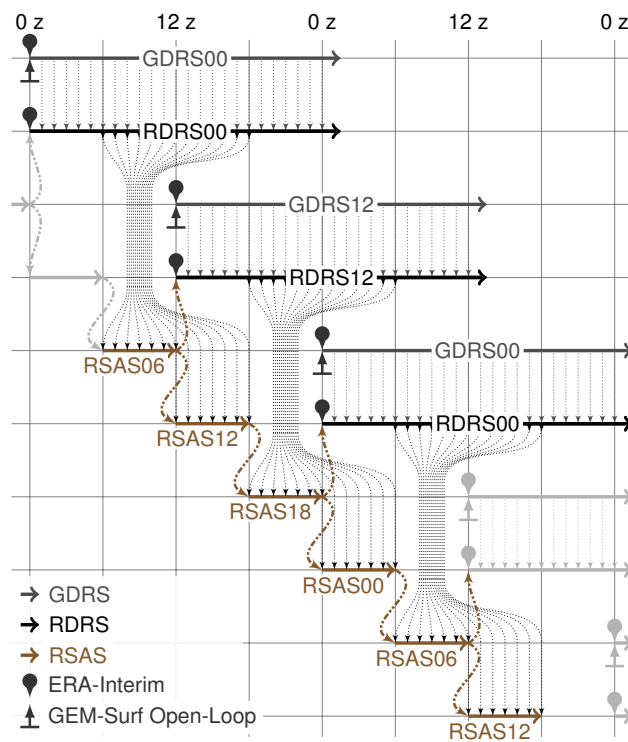 0 z 12 z 0 z 12 z 0 z
GDRS00
RDRS00
GDRS12
RDRS12
GDRS00
RSAS06
RDRS00
RSAS12
RSAS18
RSAS00
GDRS
RDRS
RSAS
RSAS06
ERA-Interim
GEM-Surf Open-Loop
RSAS12